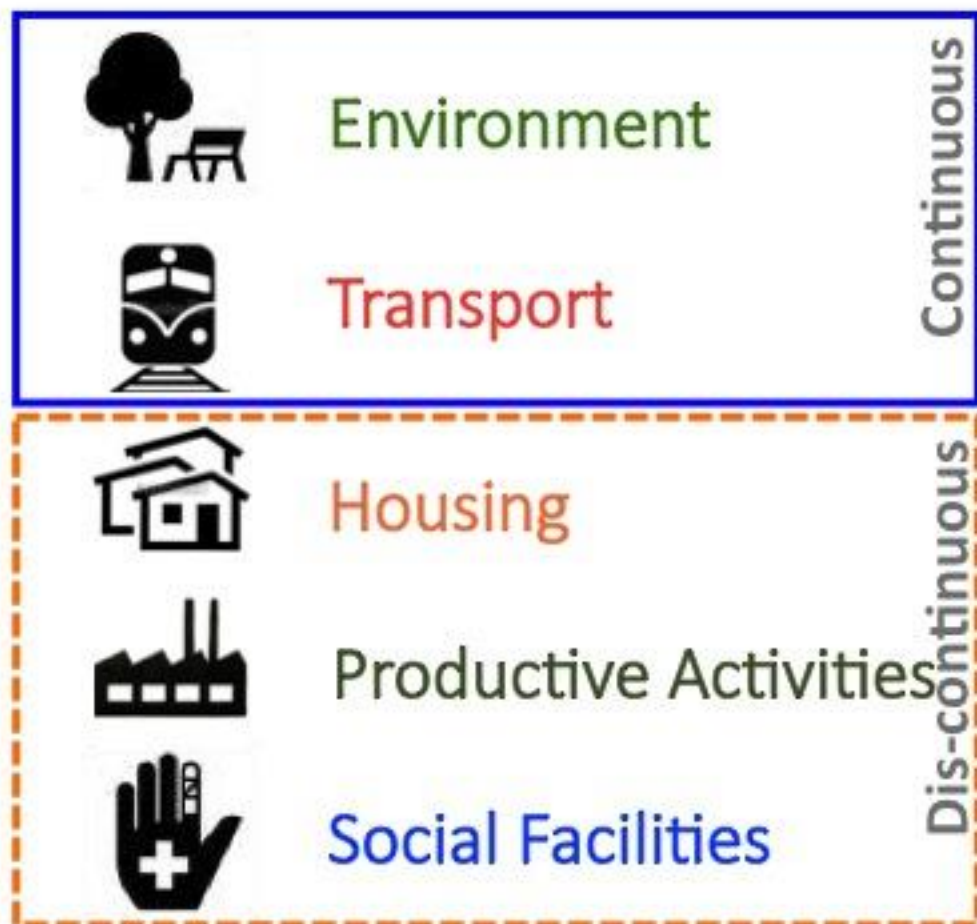 Environment
Transport
Continuous
Housing
Productive Activities
Social Facilities
Dis-continuous